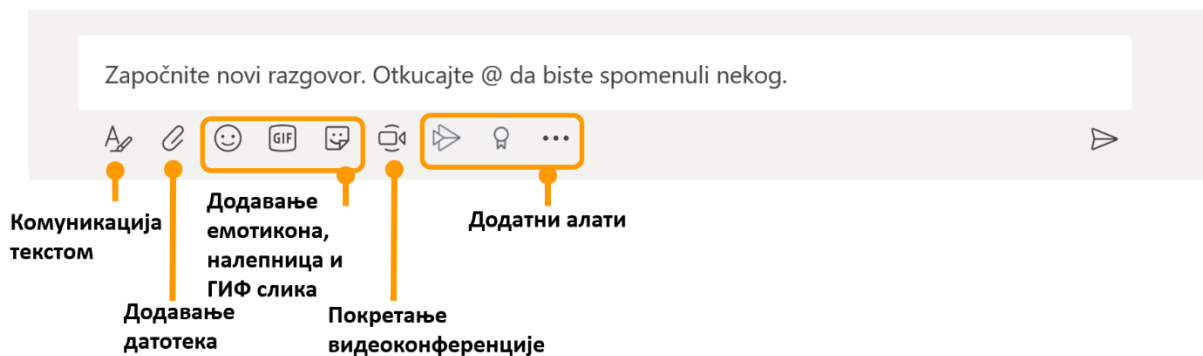 Započnite novi razgovor. Otkucajte @ da biste spomenuli nekog.
GIF
Комуникација
текстом
Додавање
датотека
Додавање
емотикона,
налепница и
ГИФ слика
Покретање
видеоконференције
Додатни алати